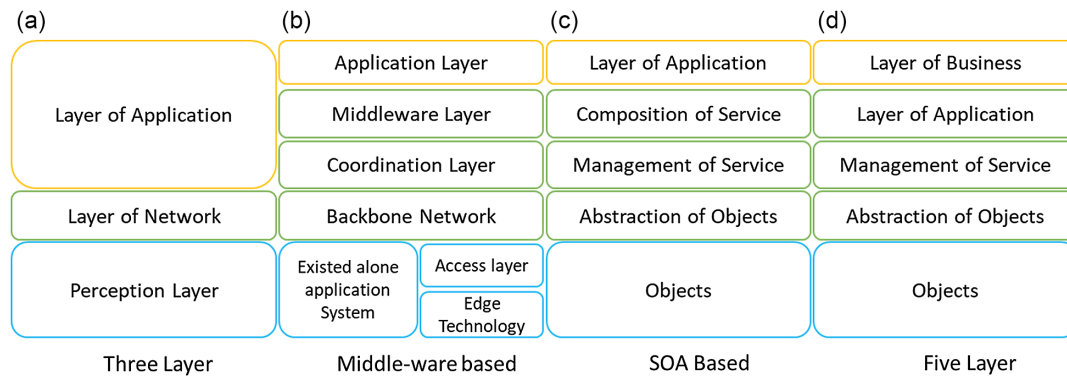 (a)
Layer of Application
Layer of Network
Perception Layer
Three Layer
(b)
Application Layer
Middleware Layer
Coordination Layer
Backbone Network
Existed alone
application
System
Access layer
Edge
Technology
Middle-ware based
(c)
Layer of Application
Composition of Service
Management of Service
Abstraction of Objects
Objects
SOA Based
(d)
Layer of Business
Layer of Application
Management of Service
Abstraction of Objects
Objects
Five Layer